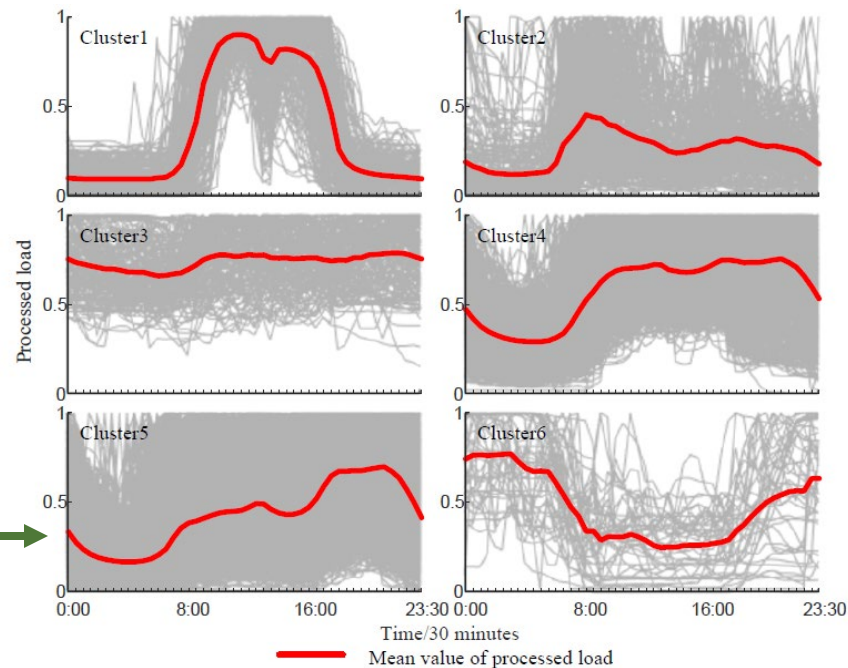 1
Cluster1
0.5
0
1
Cluster2
0.5
0
Processed load
1
Cluster3
0.5
0
1
Cluster4
0.5
0
1
Cluster5
0.5
0
0:00
8:00
16:00
23:30
1
Cluster6
0.5
0
0:00
8:00
16:00
23:30
Time/30 minutes
Mean value of processed load